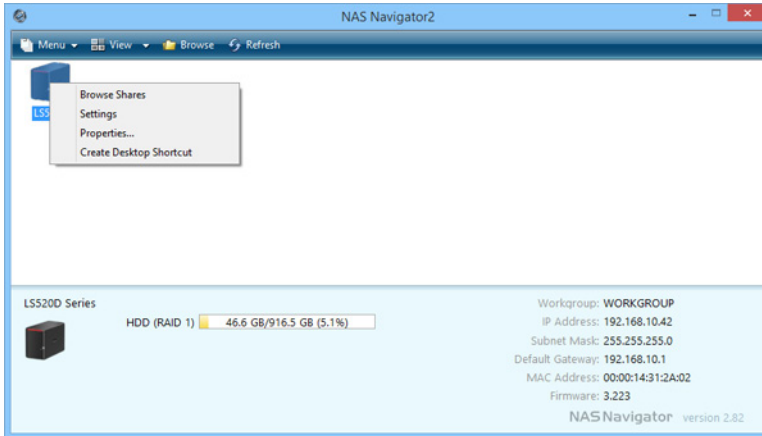 NAS Navigator2
Menu View Browse Refresh
LS5
Browse Shares
Settings
Properties...
Create Desktop Shortcut
LS520D Series
HDD (RAID 1) 46.6 GB/916.5 GB (5.1%)
Workgroup: WORKGROUP
IP Address: 192.168.10.42
Subnet Mask: 255.255.255.0
Default Gateway: 192.168.10.1
MAC Address: 00:00:14:31:2A:02
Firmware: 3.223
NAS Navigator version 2.82